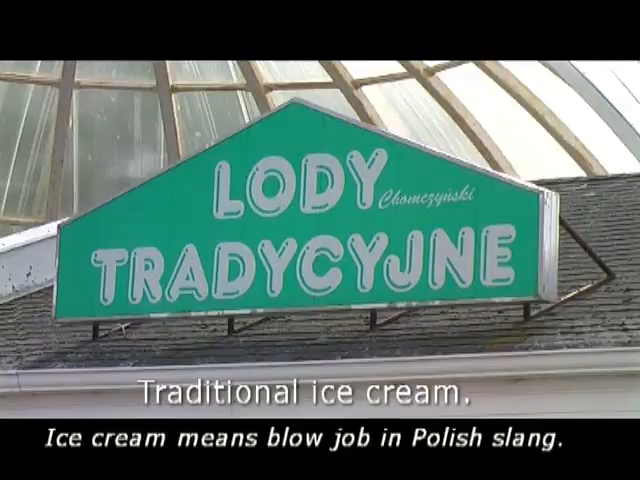 LODY
Chomczyński
TRADYCYJNE
Traditional ice cream.
Ice cream means blow job in Polish slang.